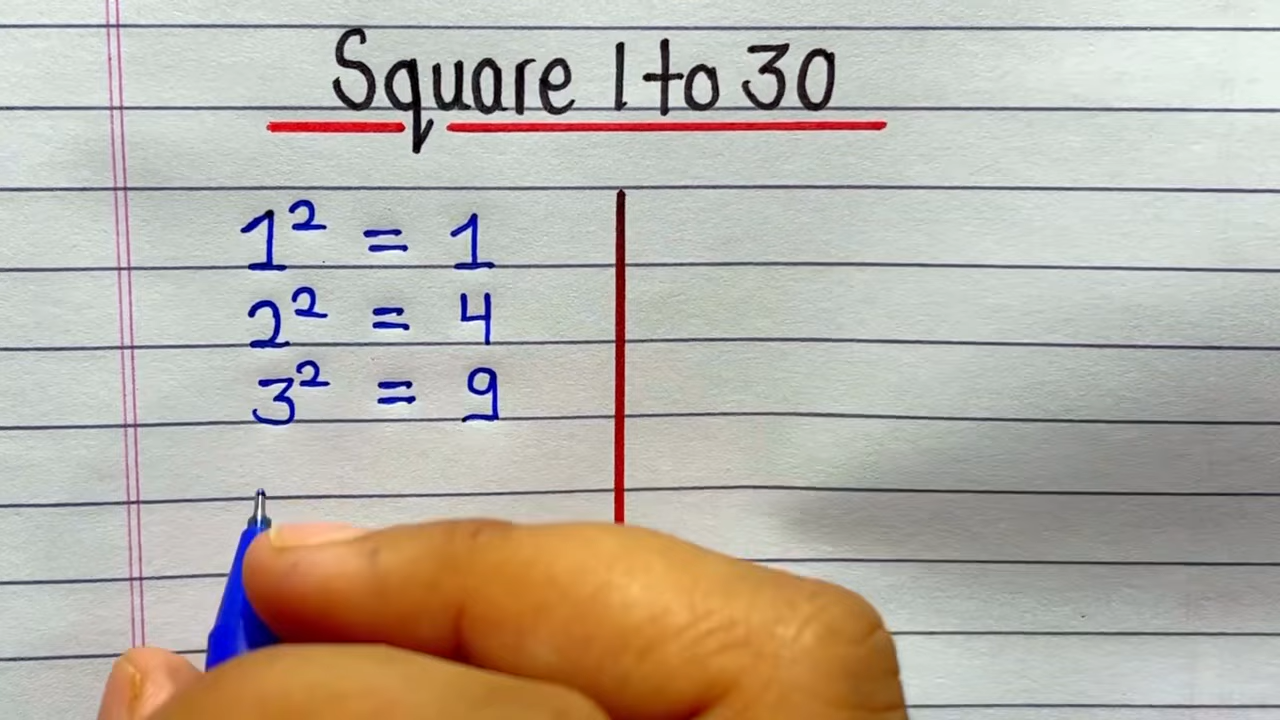 Square 1 to 30
1² = 1
2² = 4
3² = 9